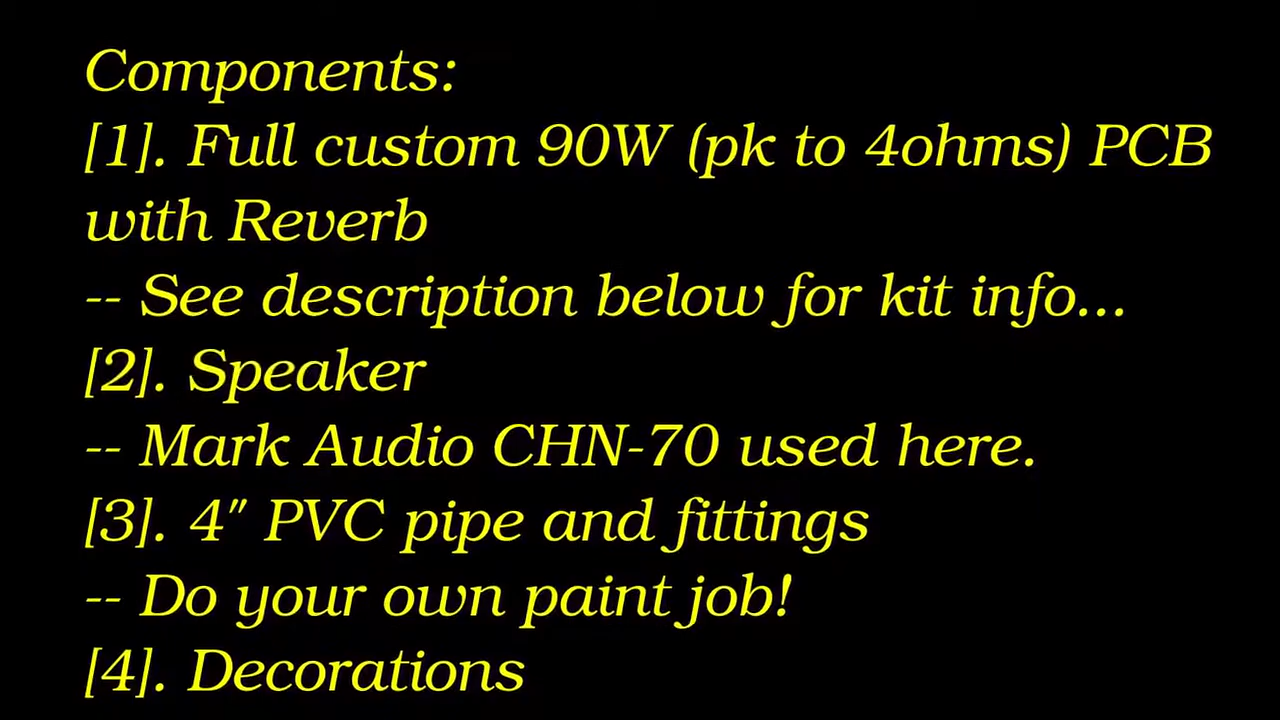 Components:
[1]. Full custom 90W (pk to 4ohms) PCB
with Reverb
-- See description below for kit info...
[2]. Speaker
-- Mark Audio CHN-70 used here.
[3]. 4" PVC pipe and fittings
-- Do your own paint job!
[4]. Decorations